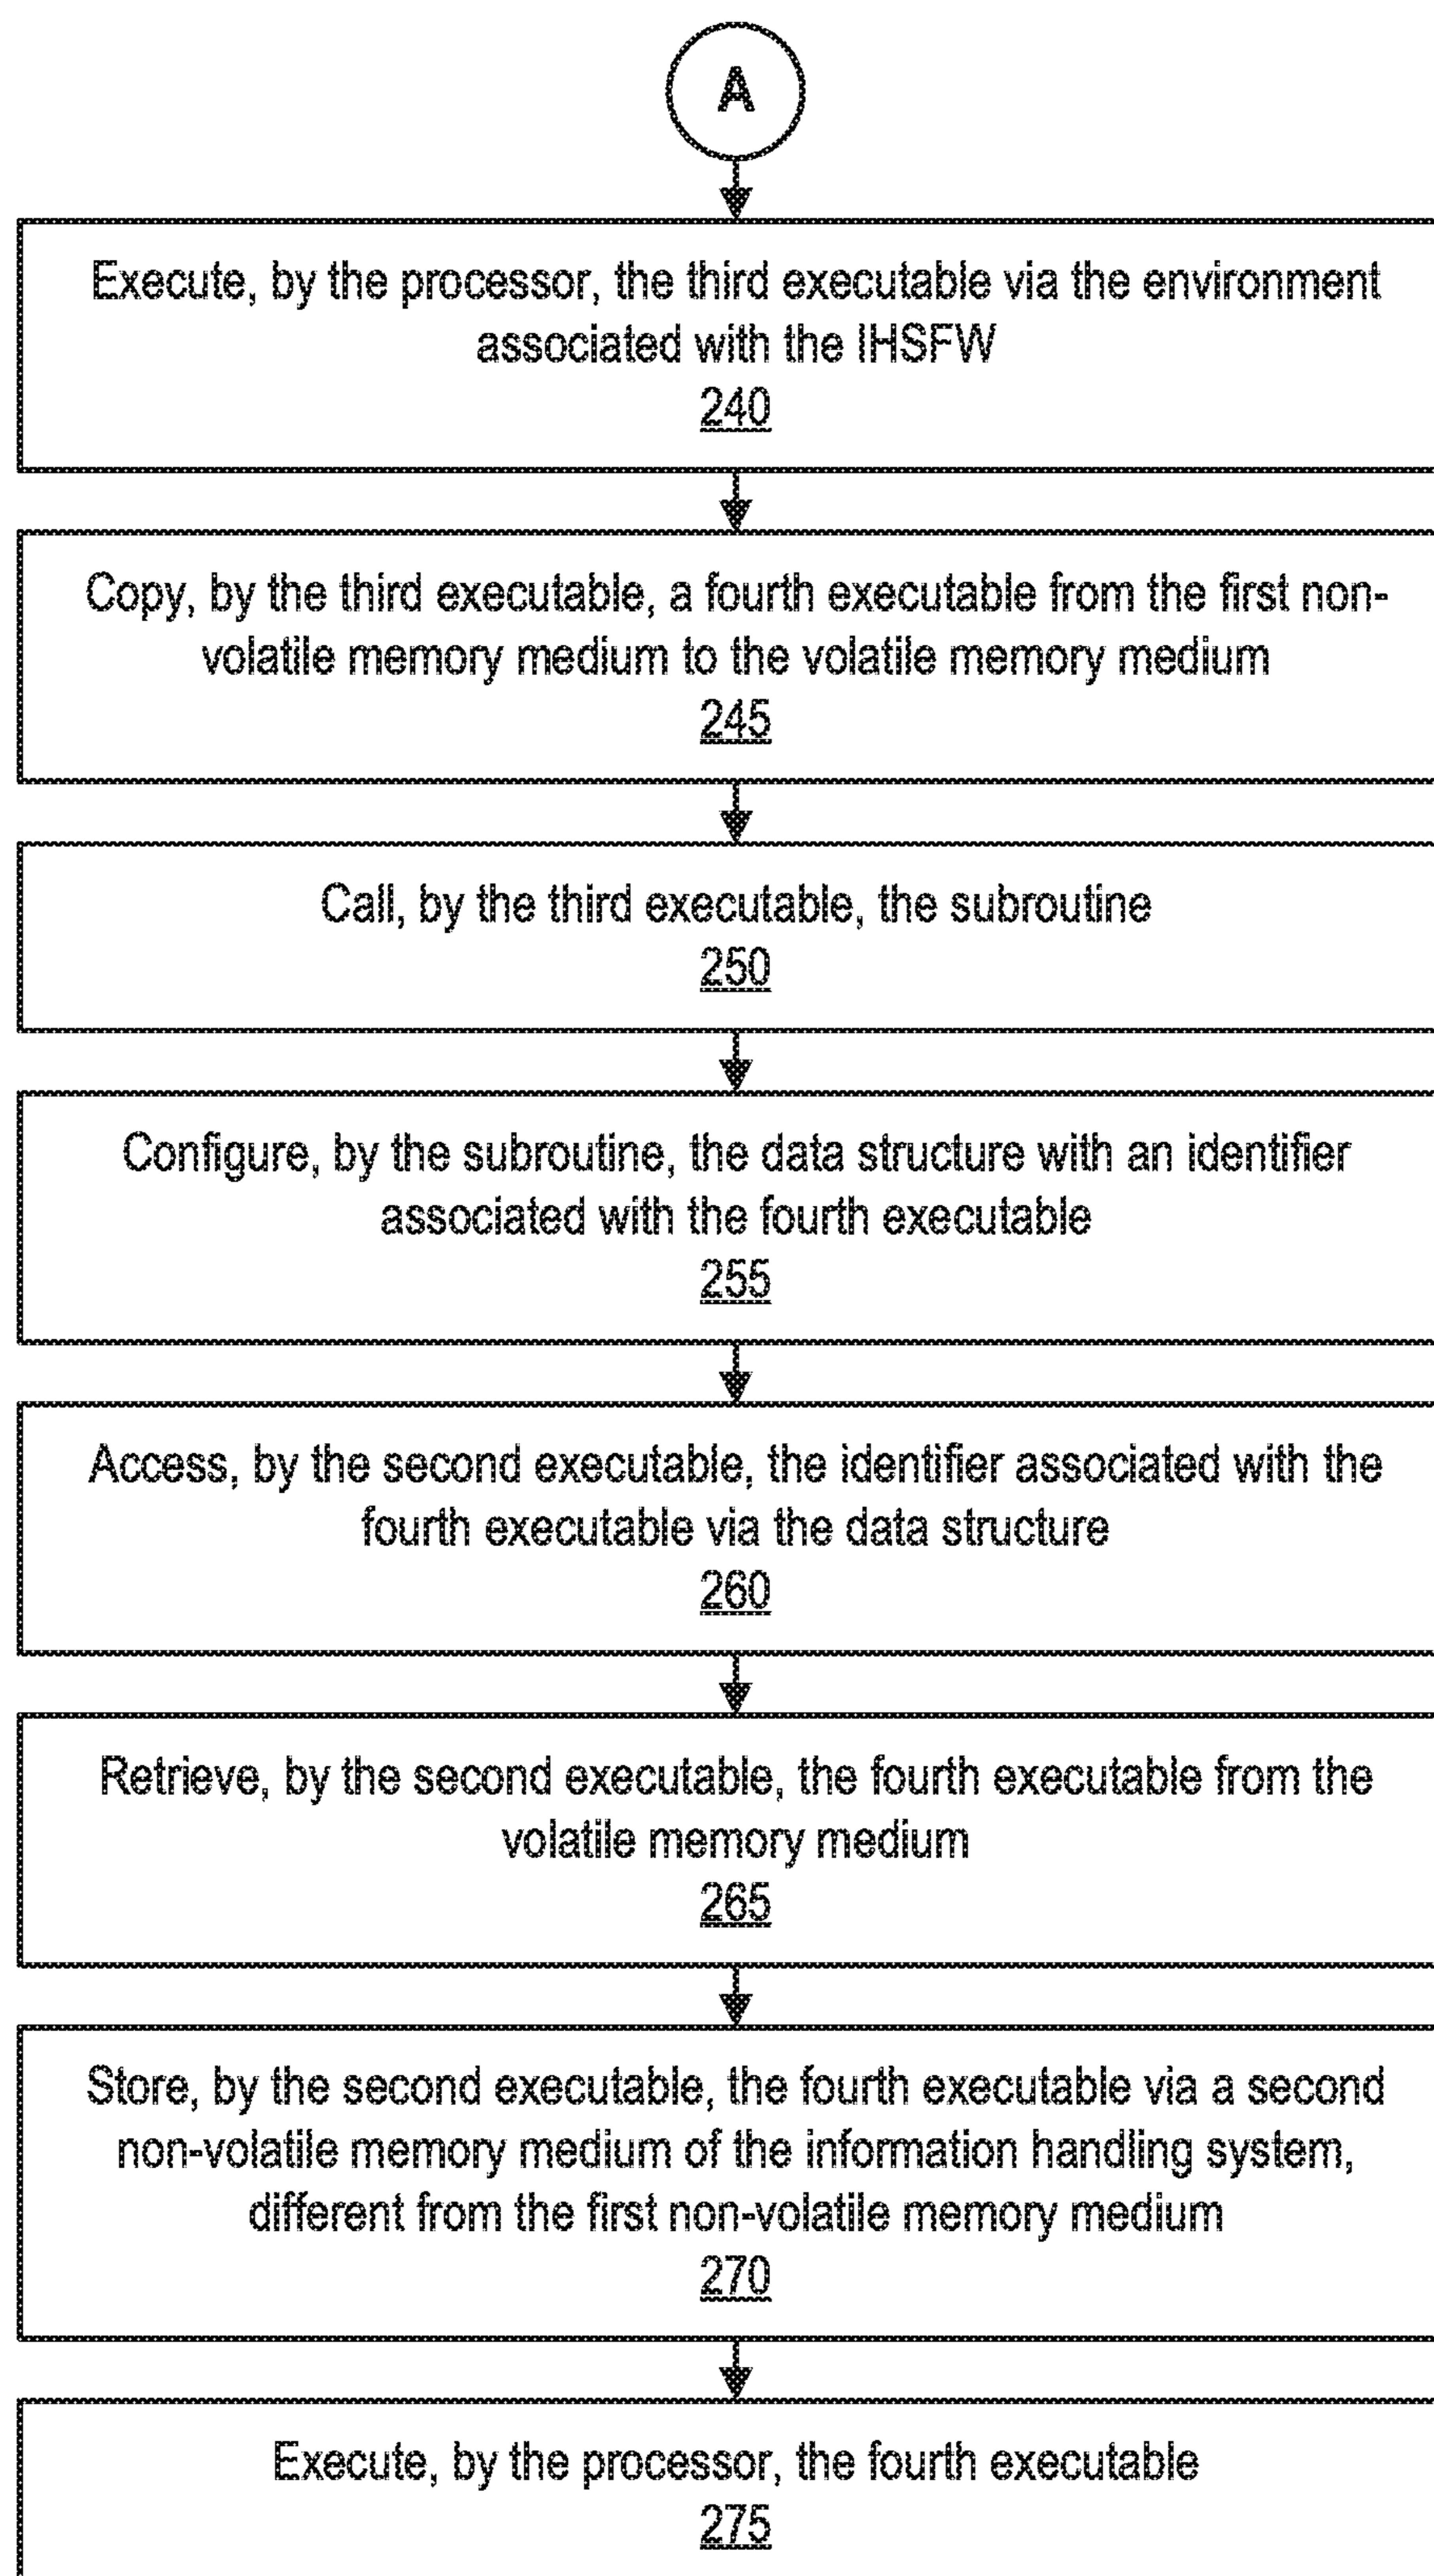 A
Execute, by the processor, the third executable via the environment
associated with the IHSFW
240
Copy, by the third executable, a fourth executable from the first non-
volatile memory medium to the volatile memory medium
245
Call, by the third executable, the subroutine
250
Configure, by the subroutine, the data structure with an identifier
associated with the fourth executable
255
Access, by the second executable, the identifier associated with the
fourth executable via the data structure
260
Retrieve, by the second executable, the fourth executable from the
volatile memory medium
265
Store, by the second executable, the fourth executable via a second
non-volatile memory medium of the information handling system,
different from the first non-volatile memory medium
270
Execute, by the processor, the fourth executable
275